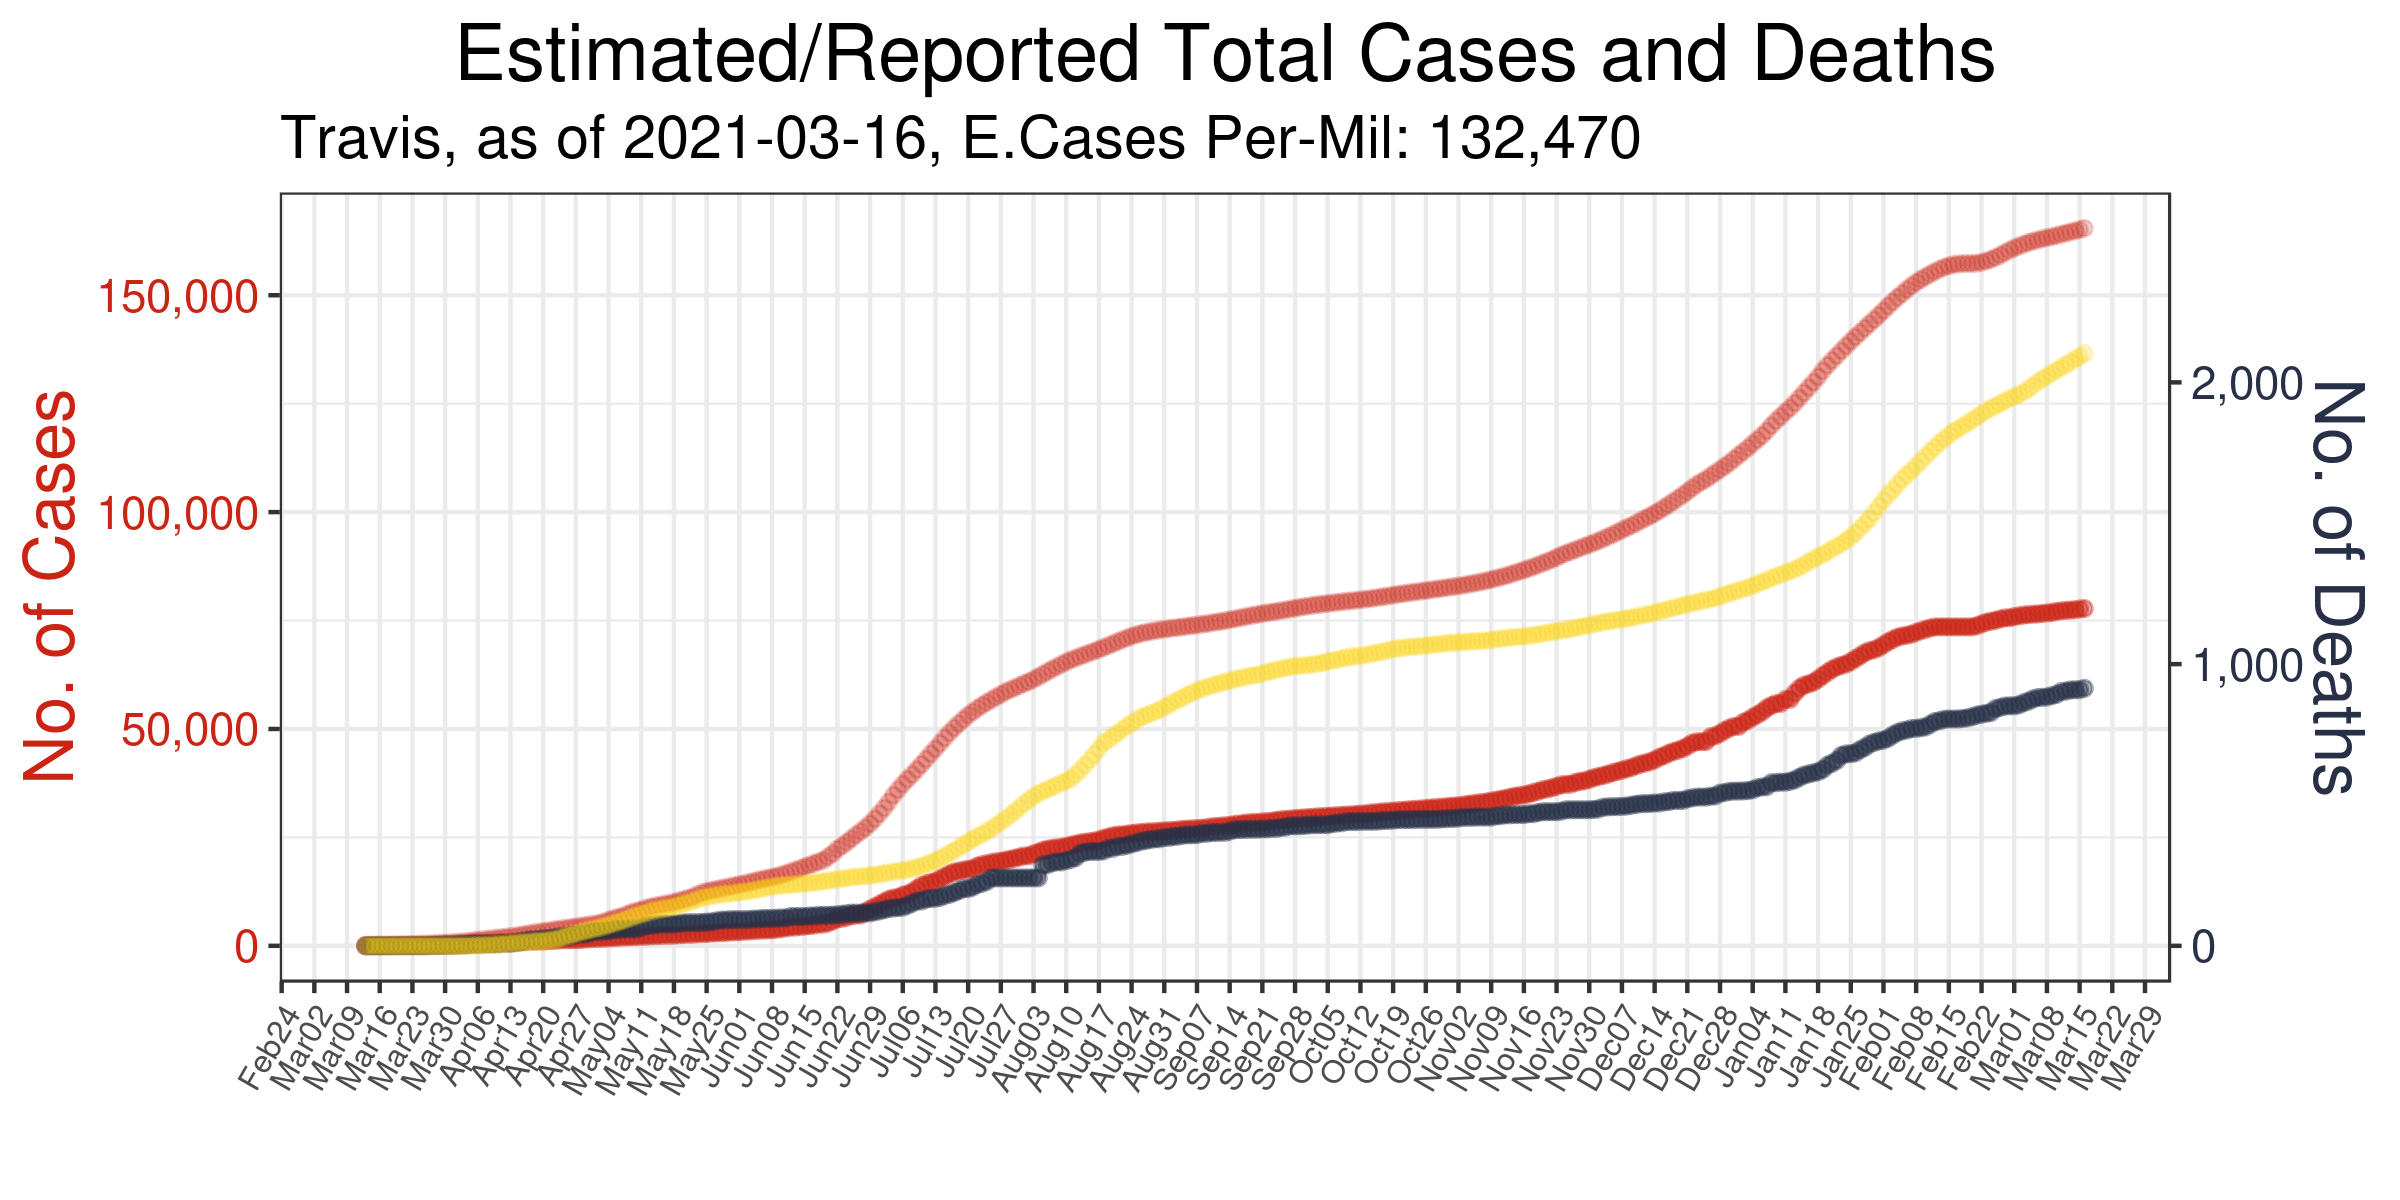 Estimated/Reported Total Cases and Deaths
Travis, as of 2021-03-16, E.Cases Per-Mil: 132,470
No. of Cases
150,000
100,000
50,000
0
2,000
1,000
0
No. of Deaths
Feb24
Mar02
Mar09
Mar16
Mar23
Mar30
Apr06
Apr13
Apr20
Apr27
May04
May11
May18
May25
Jun01
Jun08
Jun15
Jun22
Jun29
Jul06
Jul13
Jul20
Jul27
Aug03
Aug10
Aug17
Aug24
Aug31
Sep07
Sep14
Sep21
Sep28
Oct05
Oct12
Oct19
Oct26
Nov02
Nov09
Nov16
Nov23
Nov30
Dec07
Dec14
Dec21
Dec28
Jan04
Jan11
Jan18
Jan25
Feb01
Feb08
Feb15
Feb22
Mar01
Mar08
Mar15
Mar22
Mar29